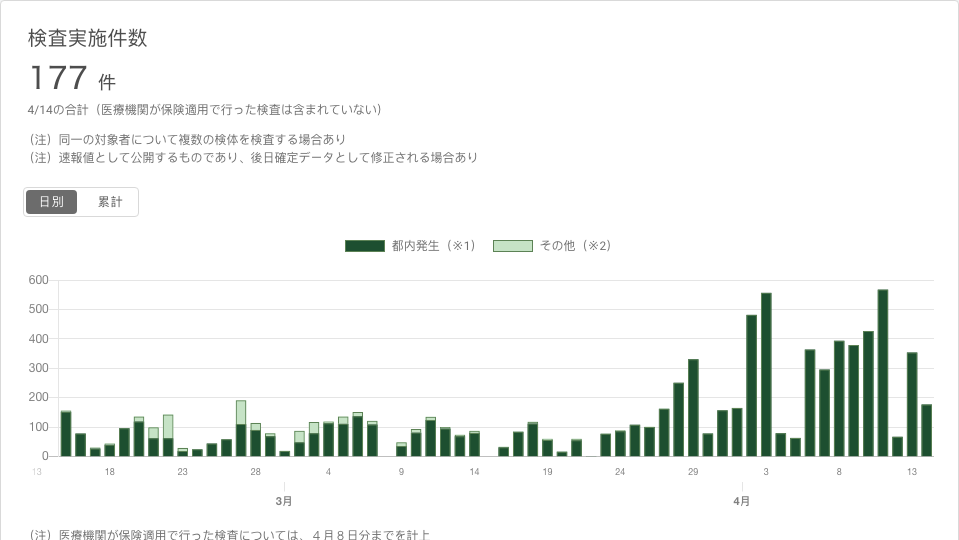 検査実施件数
177 件
4/14の合計（医療機関が保険適用で行った検査は含まれていない）
（注）同一の対象者について複数の検体を検査する場合あり
（注）速報値として公開するものであり、後日確定データとして修正される場合あり
日別 累計
都内発生（※1） その他（※2）
600
500
400
300
200
100
0
13 18 23 28 4 9 14 19 24 29 3 8 13
3月 4月
（注）医療機関が保険適用で行った検査については、４月８日分までを計上